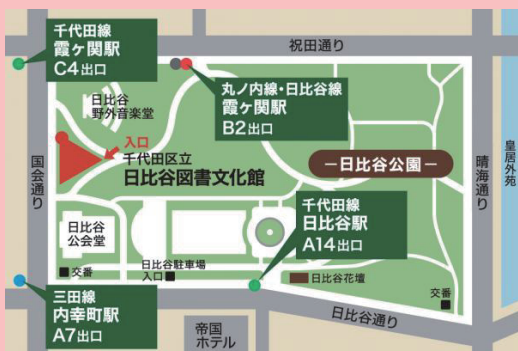 千代田線
霞ヶ関駅
C4出口
祝田通り
丸ノ内線・日比谷線
霞ヶ関駅
B2出口
日比谷
野外音楽堂
入口
千代田区立
日比谷図書文化館
国会通り
－日比谷公園－
晴海通り
皇居外苑
千代田線
日比谷駅
A14出口
日比谷
公会堂
交番
日比谷駐車場
入口
日比谷花壇
交番
三田線
内幸町駅
A7出口
日比谷通り
帝国
ホテル